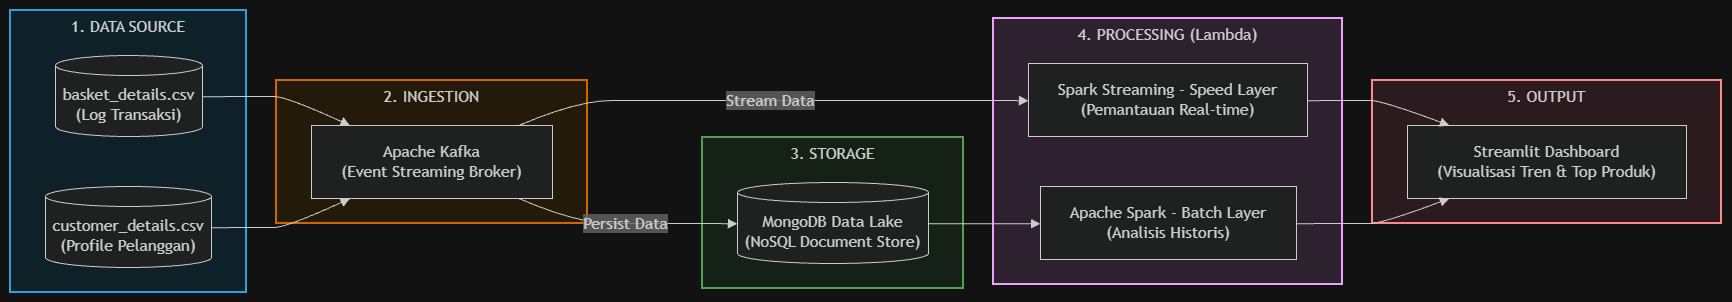 1. DATA SOURCE
basket_details.csv
(Log Transaksi)
customer_details.csv
(Profile Pelanggan)
2. INGESTION
Apache Kafka
(Event Streaming Broker)
Stream Data
Persist Data
3. STORAGE
MongoDB Data Lake
(NoSQL Document Store)
4. PROCESSING (Lambda)
Spark Streaming - Speed Layer
(Pemantauan Real-time)
Apache Spark - Batch Layer
(Analisis Historis)
5. OUTPUT
Streamlit Dashboard
(Visualisasi Tren & Top Produk)